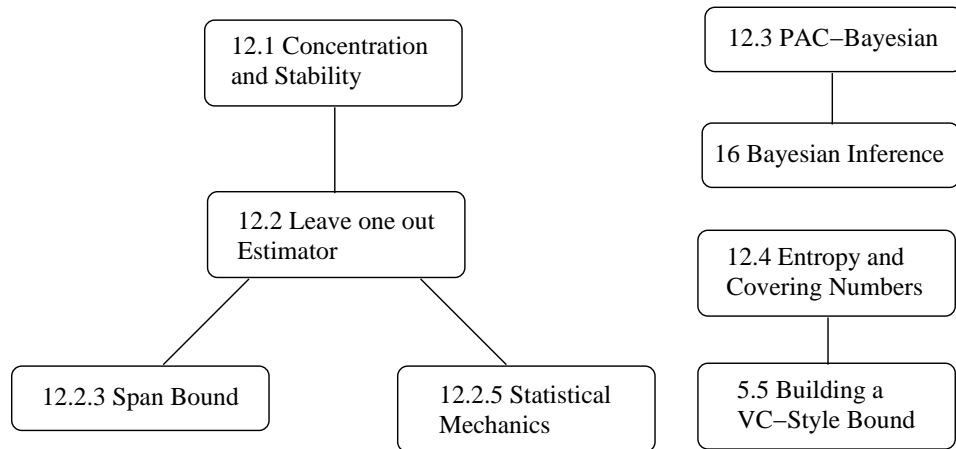 12.1 Concentration
and Stability
12.2 Leave one out
Estimator
12.2.3 Span Bound
12.2.5 Statistical
Mechanics
12.3 PAC−Bayesian
16 Bayesian Inference
12.4 Entropy and
Covering Numbers
5.5 Building a
VC−Style Bound